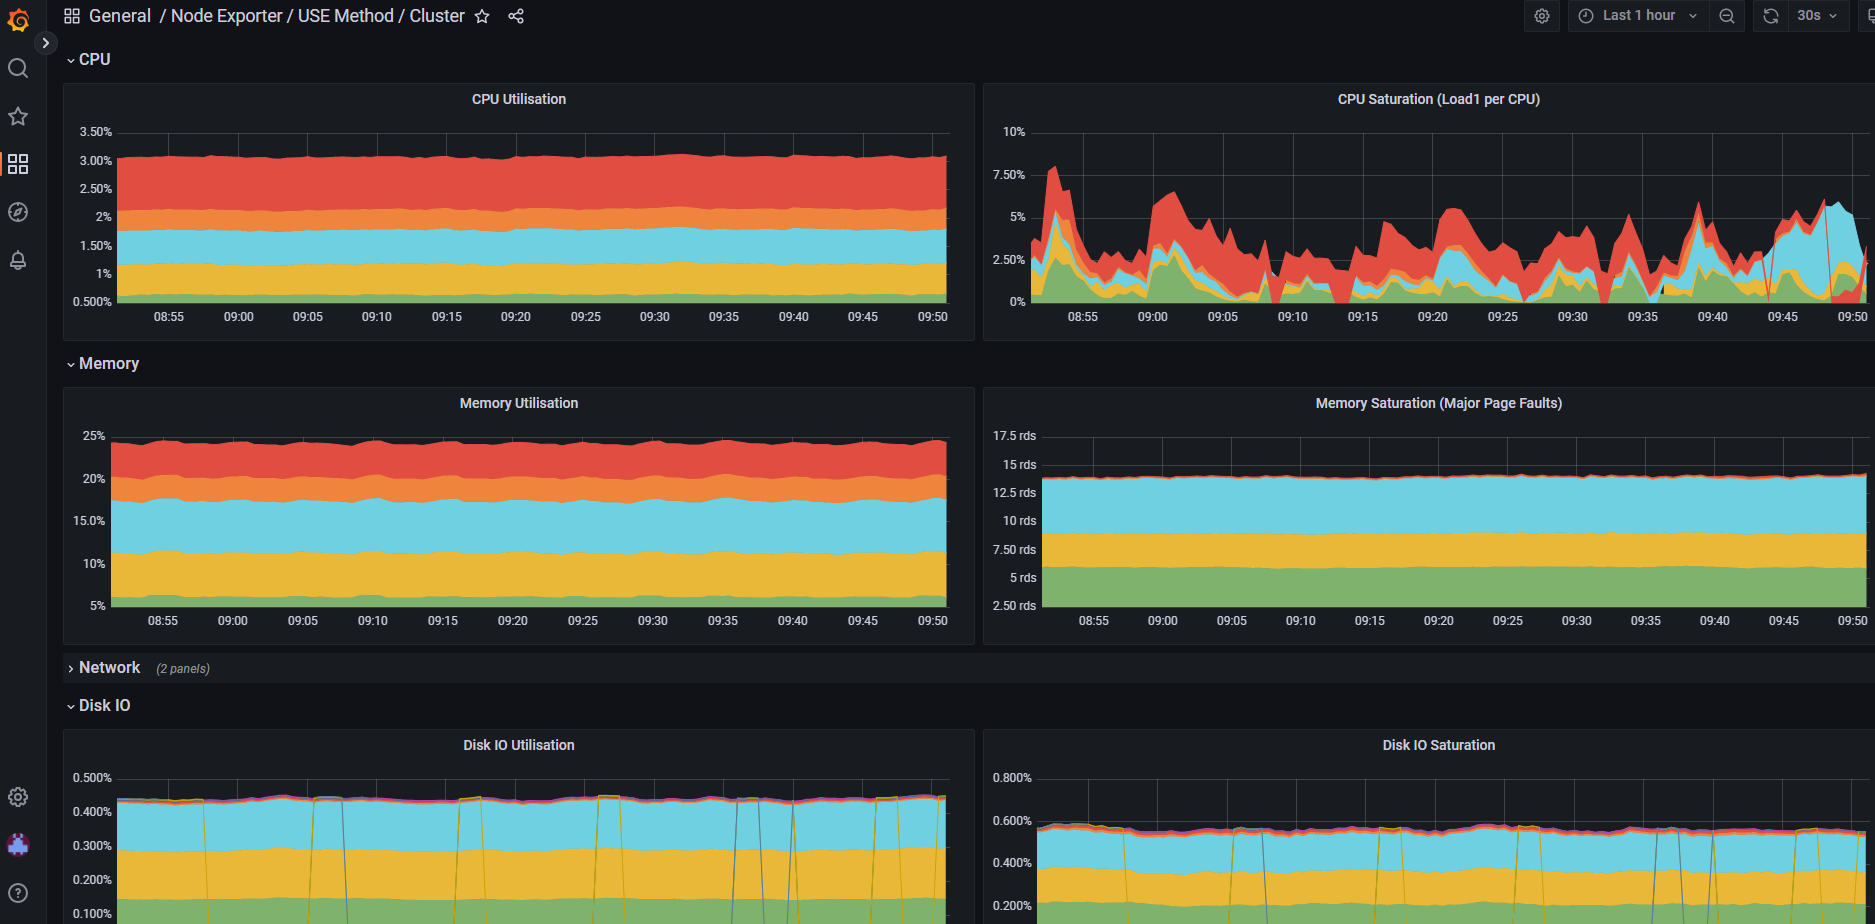 General / Node Exporter / USE Method / Cluster
Last 1 hour
30s
CPU
CPU Utilisation
3.50%
3.00%
2.50%
2%
1.50%
1%
0.500%
08:55 09:00 09:05 09:10 09:15 09:20 09:25 09:30 09:35 09:40 09:45 09:50
CPU Saturation (Load1 per CPU)
10%
7.50%
5%
2.50%
0%
08:55 09:00 09:05 09:10 09:15 09:20 09:25 09:30 09:35 09:40 09:45 09:50
Memory
Memory Utilisation
25%
20%
15.0%
10%
5%
08:55 09:00 09:05 09:10 09:15 09:20 09:25 09:30 09:35 09:40 09:45 09:50
Memory Saturation (Major Page Faults)
17.5 rds
15 rds
12.5 rds
10 rds
7.50 rds
5 rds
2.50 rds
08:55 09:00 09:05 09:10 09:15 09:20 09:25 09:30 09:35 09:40 09:45 09:50
Network (2 panels)
Disk IO
Disk IO Utilisation
0.500%
0.400%
0.300%
0.200%
0.100%
Disk IO Saturation
0.800%
0.600%
0.400%
0.200%